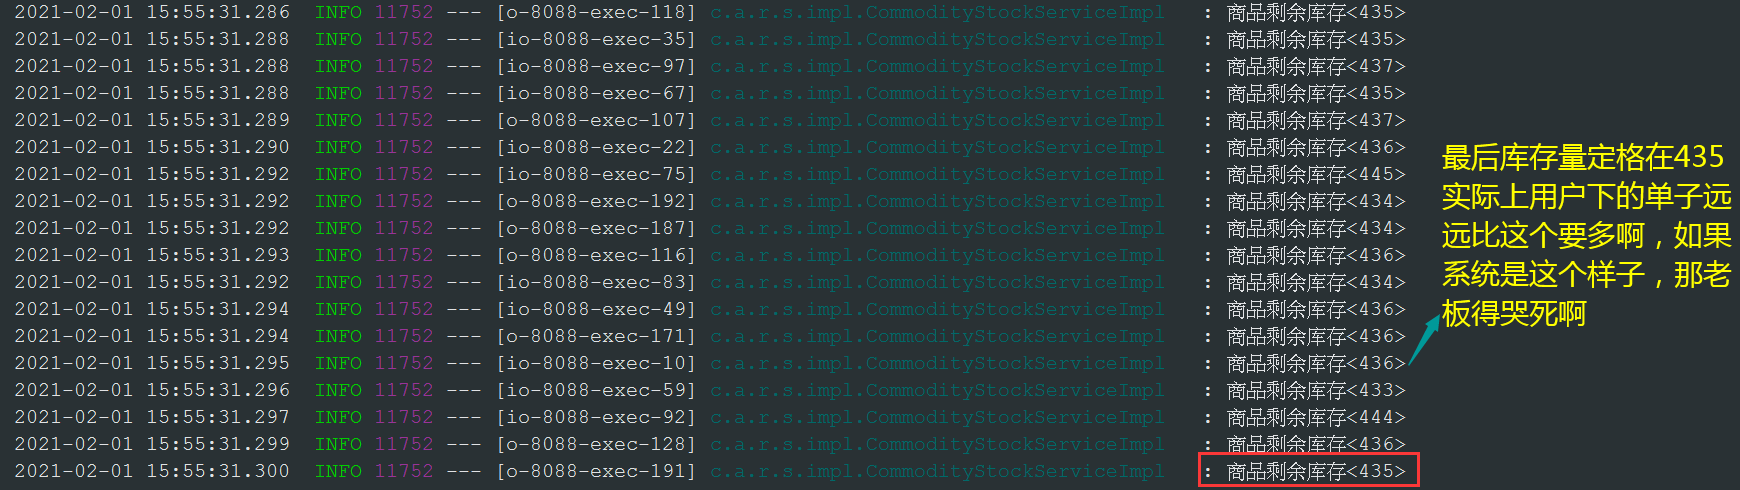 2021-02-01 15:55:31.286  INFO 11752 --- [o-8088-exec-118] c.a.r.s.impl.CommodityStockServiceImpl   : 商品剩余库存<435>
2021-02-01 15:55:31.288  INFO 11752 --- [io-8088-exec-35] c.a.r.s.impl.CommodityStockServiceImpl   : 商品剩余库存<435>
2021-02-01 15:55:31.288  INFO 11752 --- [io-8088-exec-97] c.a.r.s.impl.CommodityStockServiceImpl   : 商品剩余库存<437>
2021-02-01 15:55:31.288  INFO 11752 --- [io-8088-exec-67] c.a.r.s.impl.CommodityStockServiceImpl   : 商品剩余库存<435>
2021-02-01 15:55:31.289  INFO 11752 --- [o-8088-exec-107] c.a.r.s.impl.CommodityStockServiceImpl   : 商品剩余库存<437>
2021-02-01 15:55:31.290  INFO 11752 --- [io-8088-exec-22] c.a.r.s.impl.CommodityStockServiceImpl   : 商品剩余库存<436>
2021-02-01 15:55:31.292  INFO 11752 --- [io-8088-exec-75] c.a.r.s.impl.CommodityStockServiceImpl   : 商品剩余库存<445>
2021-02-01 15:55:31.292  INFO 11752 --- [o-8088-exec-192] c.a.r.s.impl.CommodityStockServiceImpl   : 商品剩余库存<434>
2021-02-01 15:55:31.292  INFO 11752 --- [o-8088-exec-187] c.a.r.s.impl.CommodityStockServiceImpl   : 商品剩余库存<434>
2021-02-01 15:55:31.293  INFO 11752 --- [o-8088-exec-116] c.a.r.s.impl.CommodityStockServiceImpl   : 商品剩余库存<436>
2021-02-01 15:55:31.292  INFO 11752 --- [io-8088-exec-83] c.a.r.s.impl.CommodityStockServiceImpl   : 商品剩余库存<434>
2021-02-01 15:55:31.294  INFO 11752 --- [io-8088-exec-49] c.a.r.s.impl.CommodityStockServiceImpl   : 商品剩余库存<436>
2021-02-01 15:55:31.294  INFO 11752 --- [o-8088-exec-171] c.a.r.s.impl.CommodityStockServiceImpl   : 商品剩余库存<436>
2021-02-01 15:55:31.295  INFO 11752 --- [io-8088-exec-10] c.a.r.s.impl.CommodityStockServiceImpl   : 商品剩余库存<436>
2021-02-01 15:55:31.296  INFO 11752 --- [io-8088-exec-59] c.a.r.s.impl.CommodityStockServiceImpl   : 商品剩余库存<433>
2021-02-01 15:55:31.297  INFO 11752 --- [io-8088-exec-92] c.a.r.s.impl.CommodityStockServiceImpl   : 商品剩余库存<444>
2021-02-01 15:55:31.299  INFO 11752 --- [o-8088-exec-128] c.a.r.s.impl.CommodityStockServiceImpl   : 商品剩余库存<436>
2021-02-01 15:55:31.300  INFO 11752 --- [o-8088-exec-191] c.a.r.s.impl.CommodityStockServiceImpl   : 商品剩余库存<435>
最后库存量定格在435
实际上用户下的单子远
远比这个要多啊，如果
系统是这个样子，那老
板得哭死啊